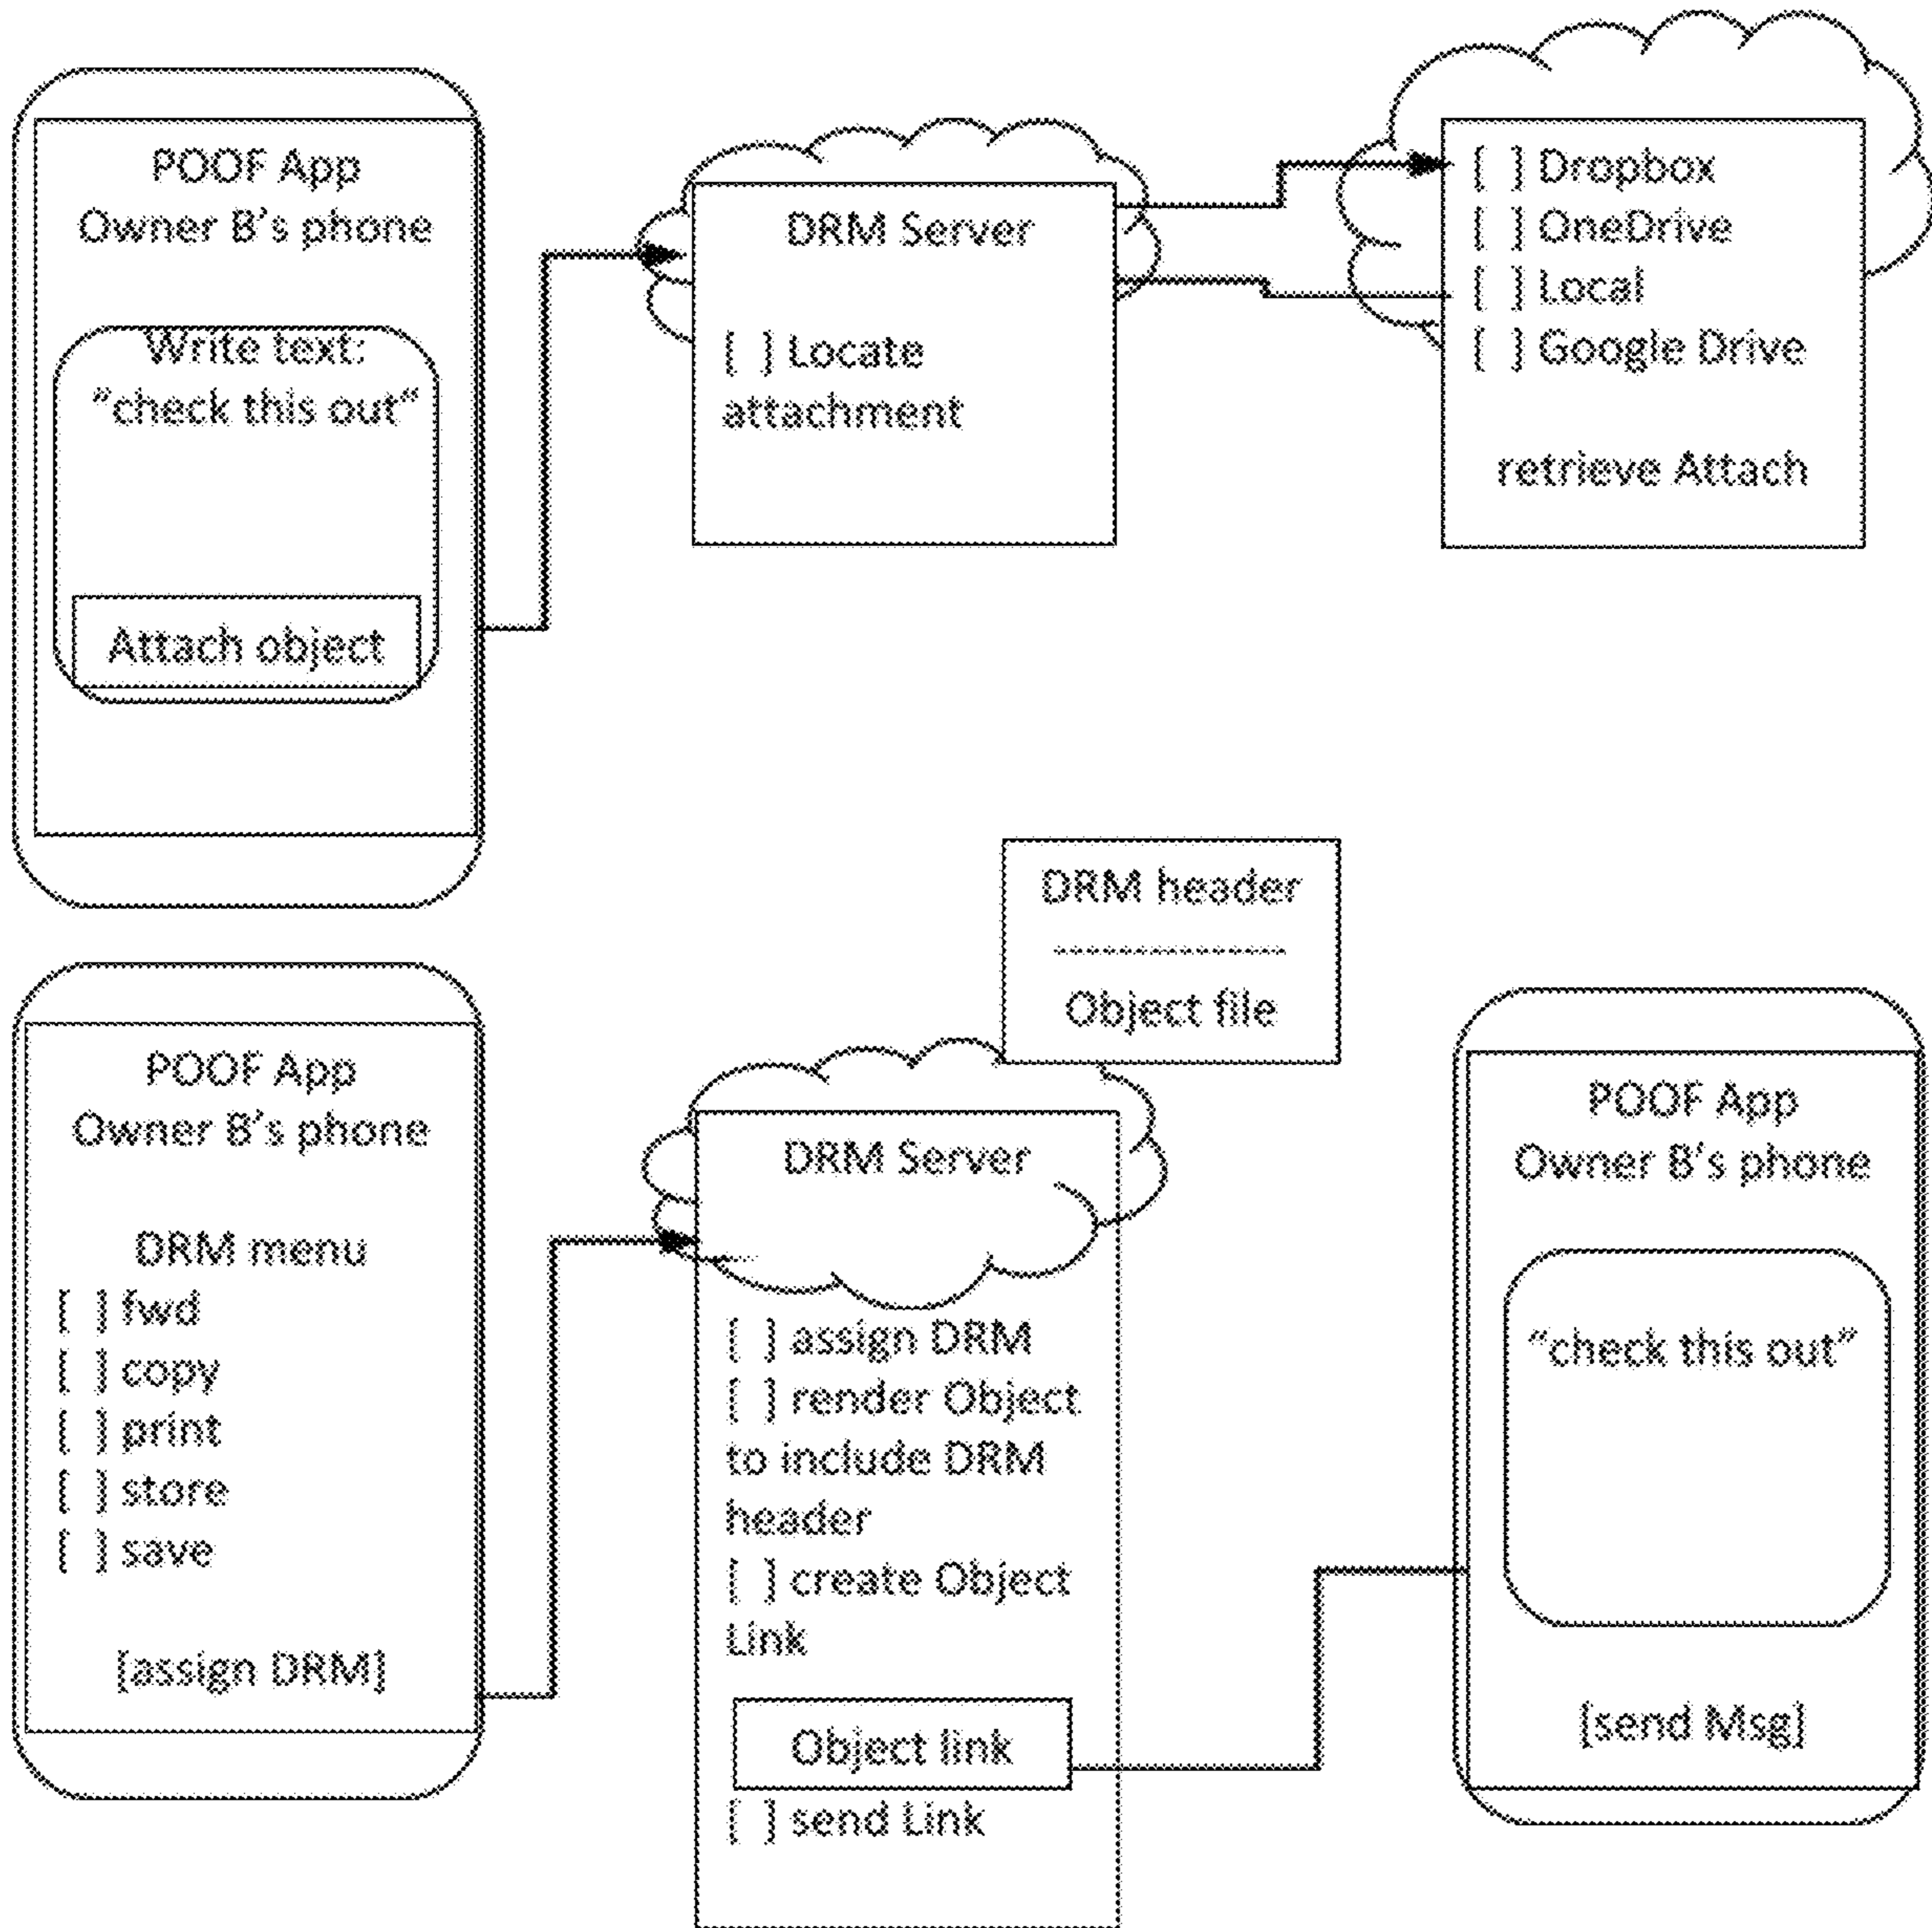 POOF App
Owner B's phone
Write text:
"check this out"
Attach object
DRM Server
[ ] Locate
attachment
[ ] Dropbox
[ ] OneDrive
[ ] Local
[ ] Google Drive
retrieve Attach
DRM header
---------------
Object file
POOF App
Owner B's phone
DRM menu
[ ] fwd
[ ] copy
[ ] print
[ ] store
[ ] save
[assign DRM]
DRM Server
[ ] assign DRM
[ ] render Object
to include DRM
header
[ ] create Object
Link
Object link
[ ] send Link
POOF App
Owner B's phone
"check this out"
[send Msg]